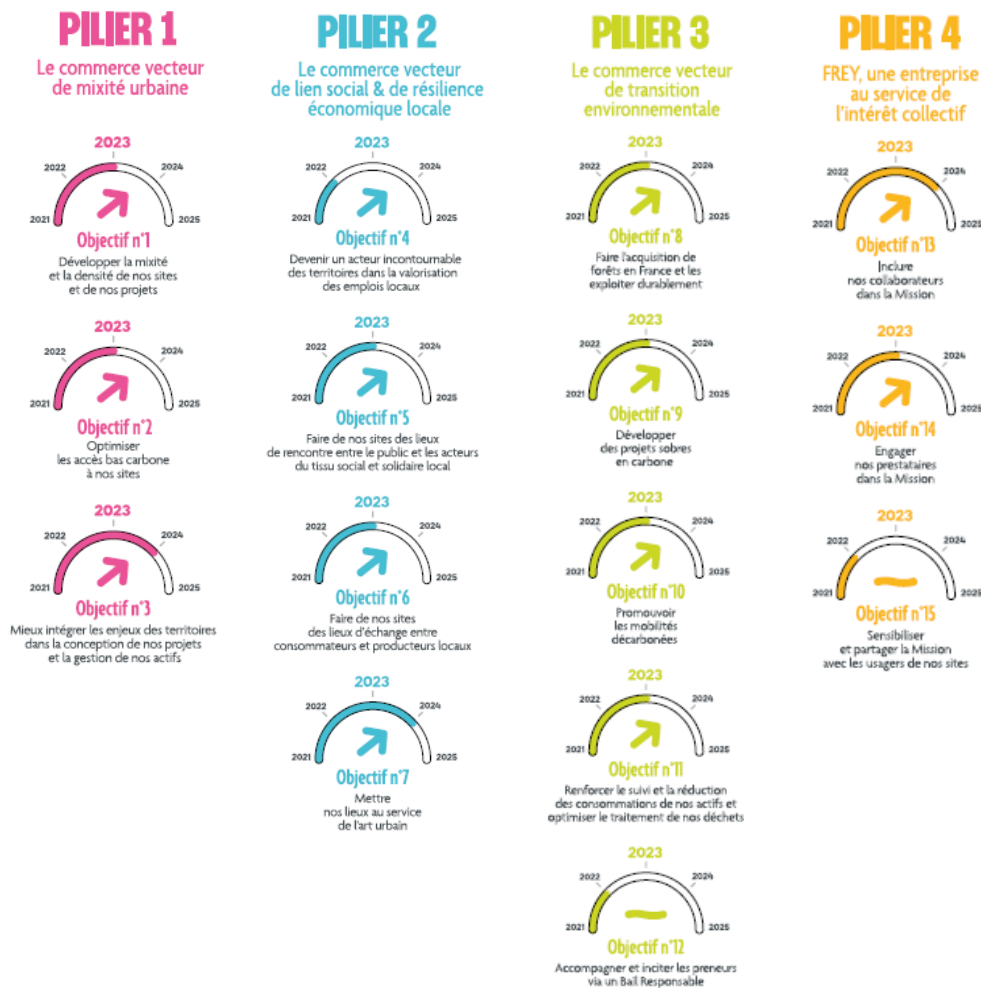 PILIER 1
Le commerce vecteur
de mixité urbaine
2023
2022
2024
2021
2025
Objectif n°1
Développer la mixité
et la densité de nos sites
et de nos projets
2023
2022
2024
2021
2025
Objectif n°2
Optimiser
les accès bas carbone
à nos sites
2023
2022
2024
2021
2025
Objectif n°3
Mieux intégrer les enjeux des territoires
dans la conception de nos projets
et la gestion de nos actifs
PILIER 2
Le commerce vecteur
de lien social & de résilience
économique locale
2023
2022
2024
2021
2025
Objectif n°4
Devenir un acteur incontournable
des territoires dans la valorisation
des emplois locaux
2023
2022
2024
2021
2025
Objectif n°5
Faire de nos sites des lieux
de rencontre entre le public et les acteurs
du tissu social et solidaire local
2023
2022
2024
2021
2025
Objectif n°6
Faire de nos sites
des lieux d'échange entre
consommateurs et producteurs locaux
2023
2022
2024
2021
2025
Objectif n°7
Mettre
nos lieux au service
de l'art urbain
PILIER 3
Le commerce vecteur
de transition
environnementale
2023
2022
2024
2021
2025
Objectif n°8
Faire l'acquisition de
forêts en France et les
exploiter durablement
2023
2022
2024
2021
2025
Objectif n°9
Développer
des projets sobres
en carbone
2023
2022
2024
2021
2025
Objectif n°10
Promouvoir
les mobilités
décarbonées
2023
2022
2024
2021
2025
Objectif n°11
Renforcer le suivi et la réduction
des consommations de nos actifs et
optimiser le traitement de nos déchets
2023
2022
2024
2021
2025
Objectif n°12
Accompagner et inciter les preneurs
via un Bail Responsable
PILIER 4
FREY, une entreprise
au service de
l'intérêt collectif
2023
2022
2024
2021
2025
Objectif n°13
Inclure
nos collaborateurs
dans la Mission
2023
2022
2024
2021
2025
Objectif n°14
Engager
nos prestataires
dans la Mission
2023
2022
2024
2021
2025
Objectif n°15
Sensibiliser
et partager la Mission
avec les usagers de nos sites